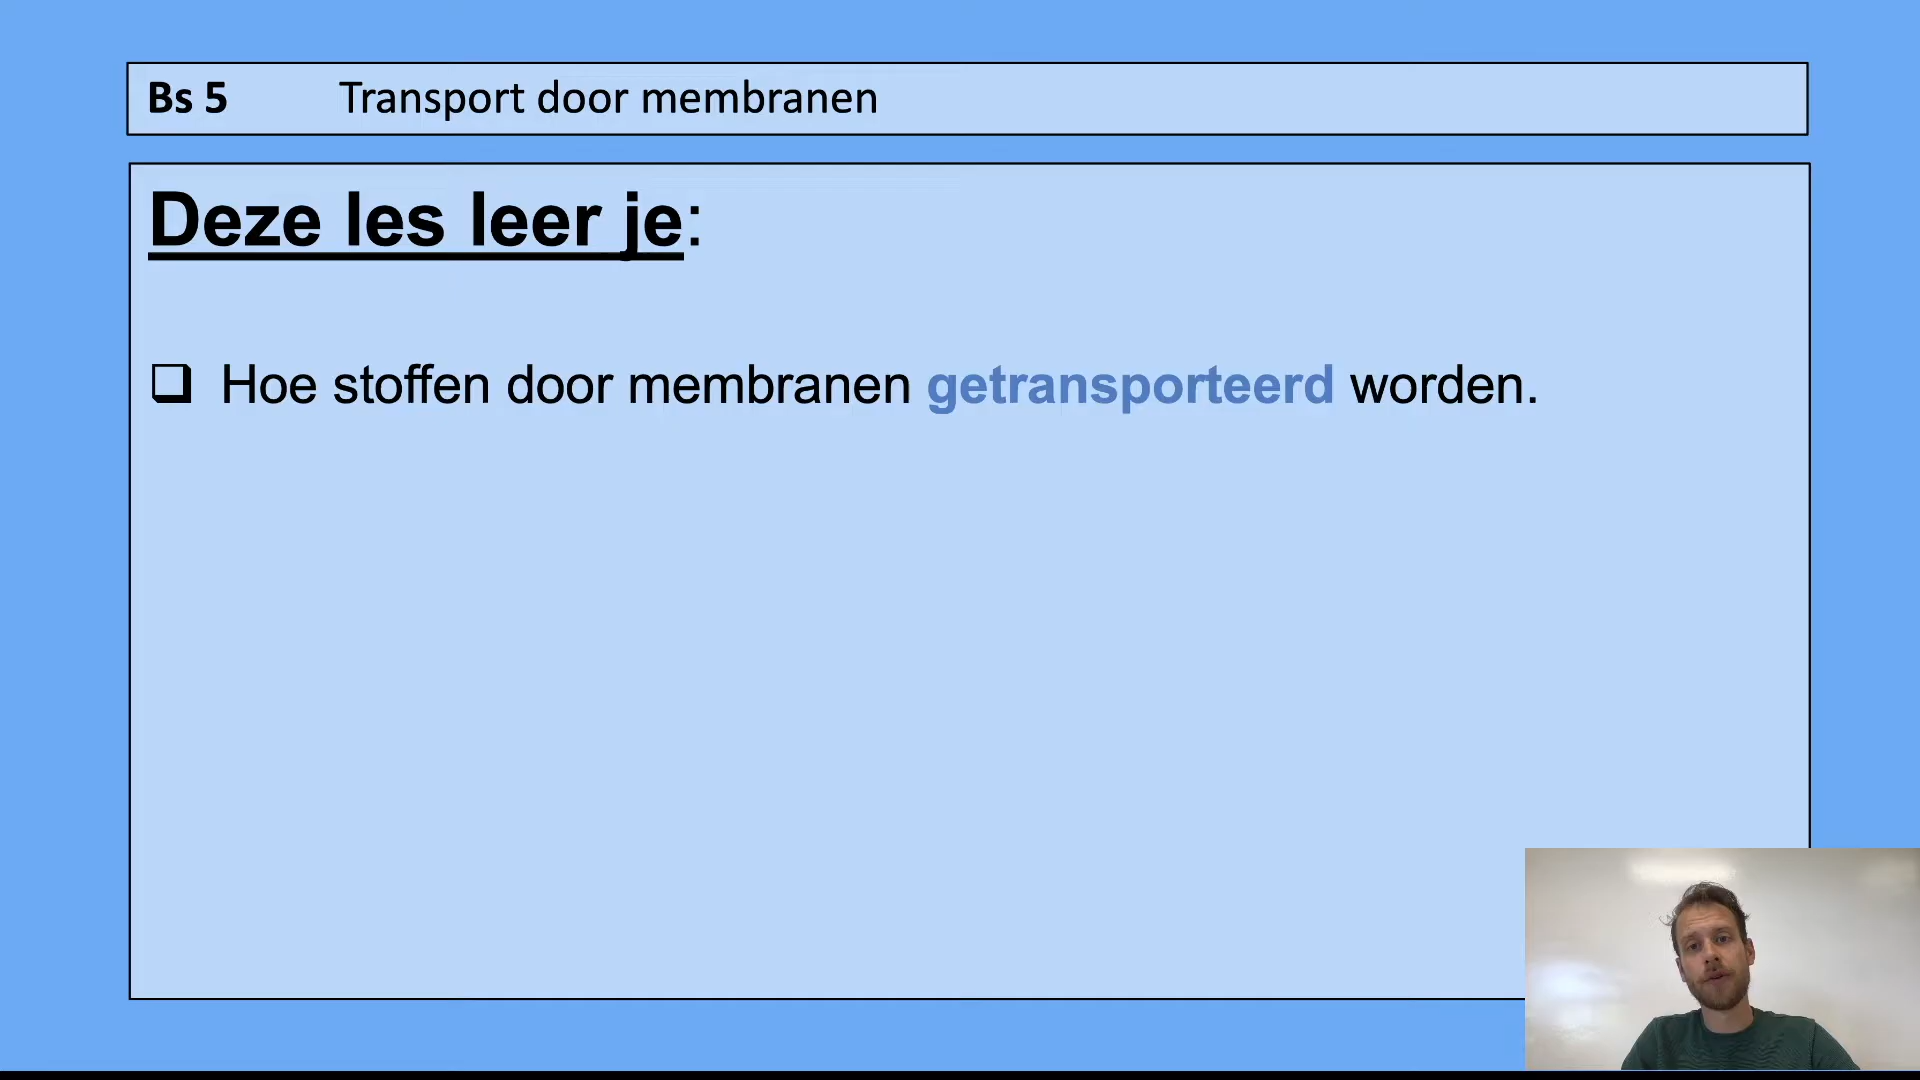 Bs 5 Transport door membranen
Deze les leer je:
❑ Hoe stoffen door membranen getransporteerd worden.